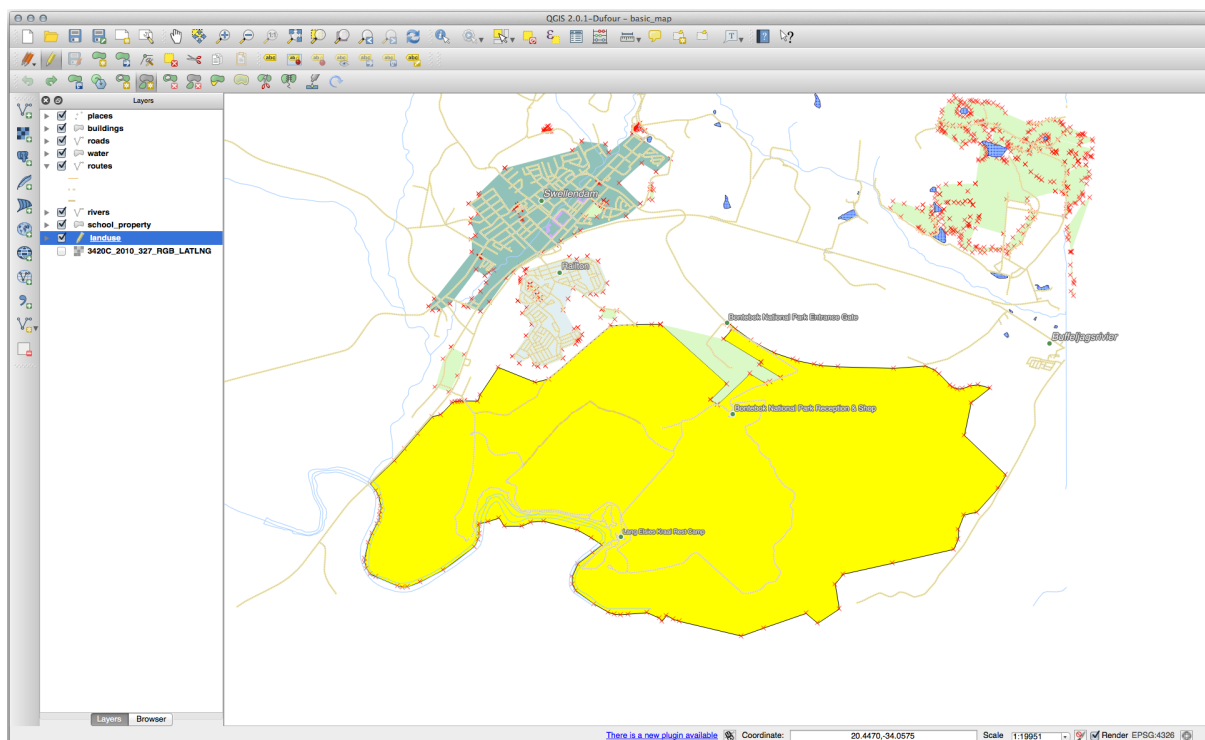 QGIS 2.0.1-Dufour - basic_map
Layers
places
buildings
roads
water
routes
rivers
school_property
landuse
3420C_2010_327_RGB_LATLNG
Swellendam
Railton
Bontebok National Park Entrance Gate
Buffeljagsrivier
Bontebok National Park Reception & Shop
Lang Elsies Kraal Rest Camp
Layers
Browser
There is a new plugin available
Coordinate:
20.4470,-34.0575
Scale
1:19951
Render
EPSG:4326